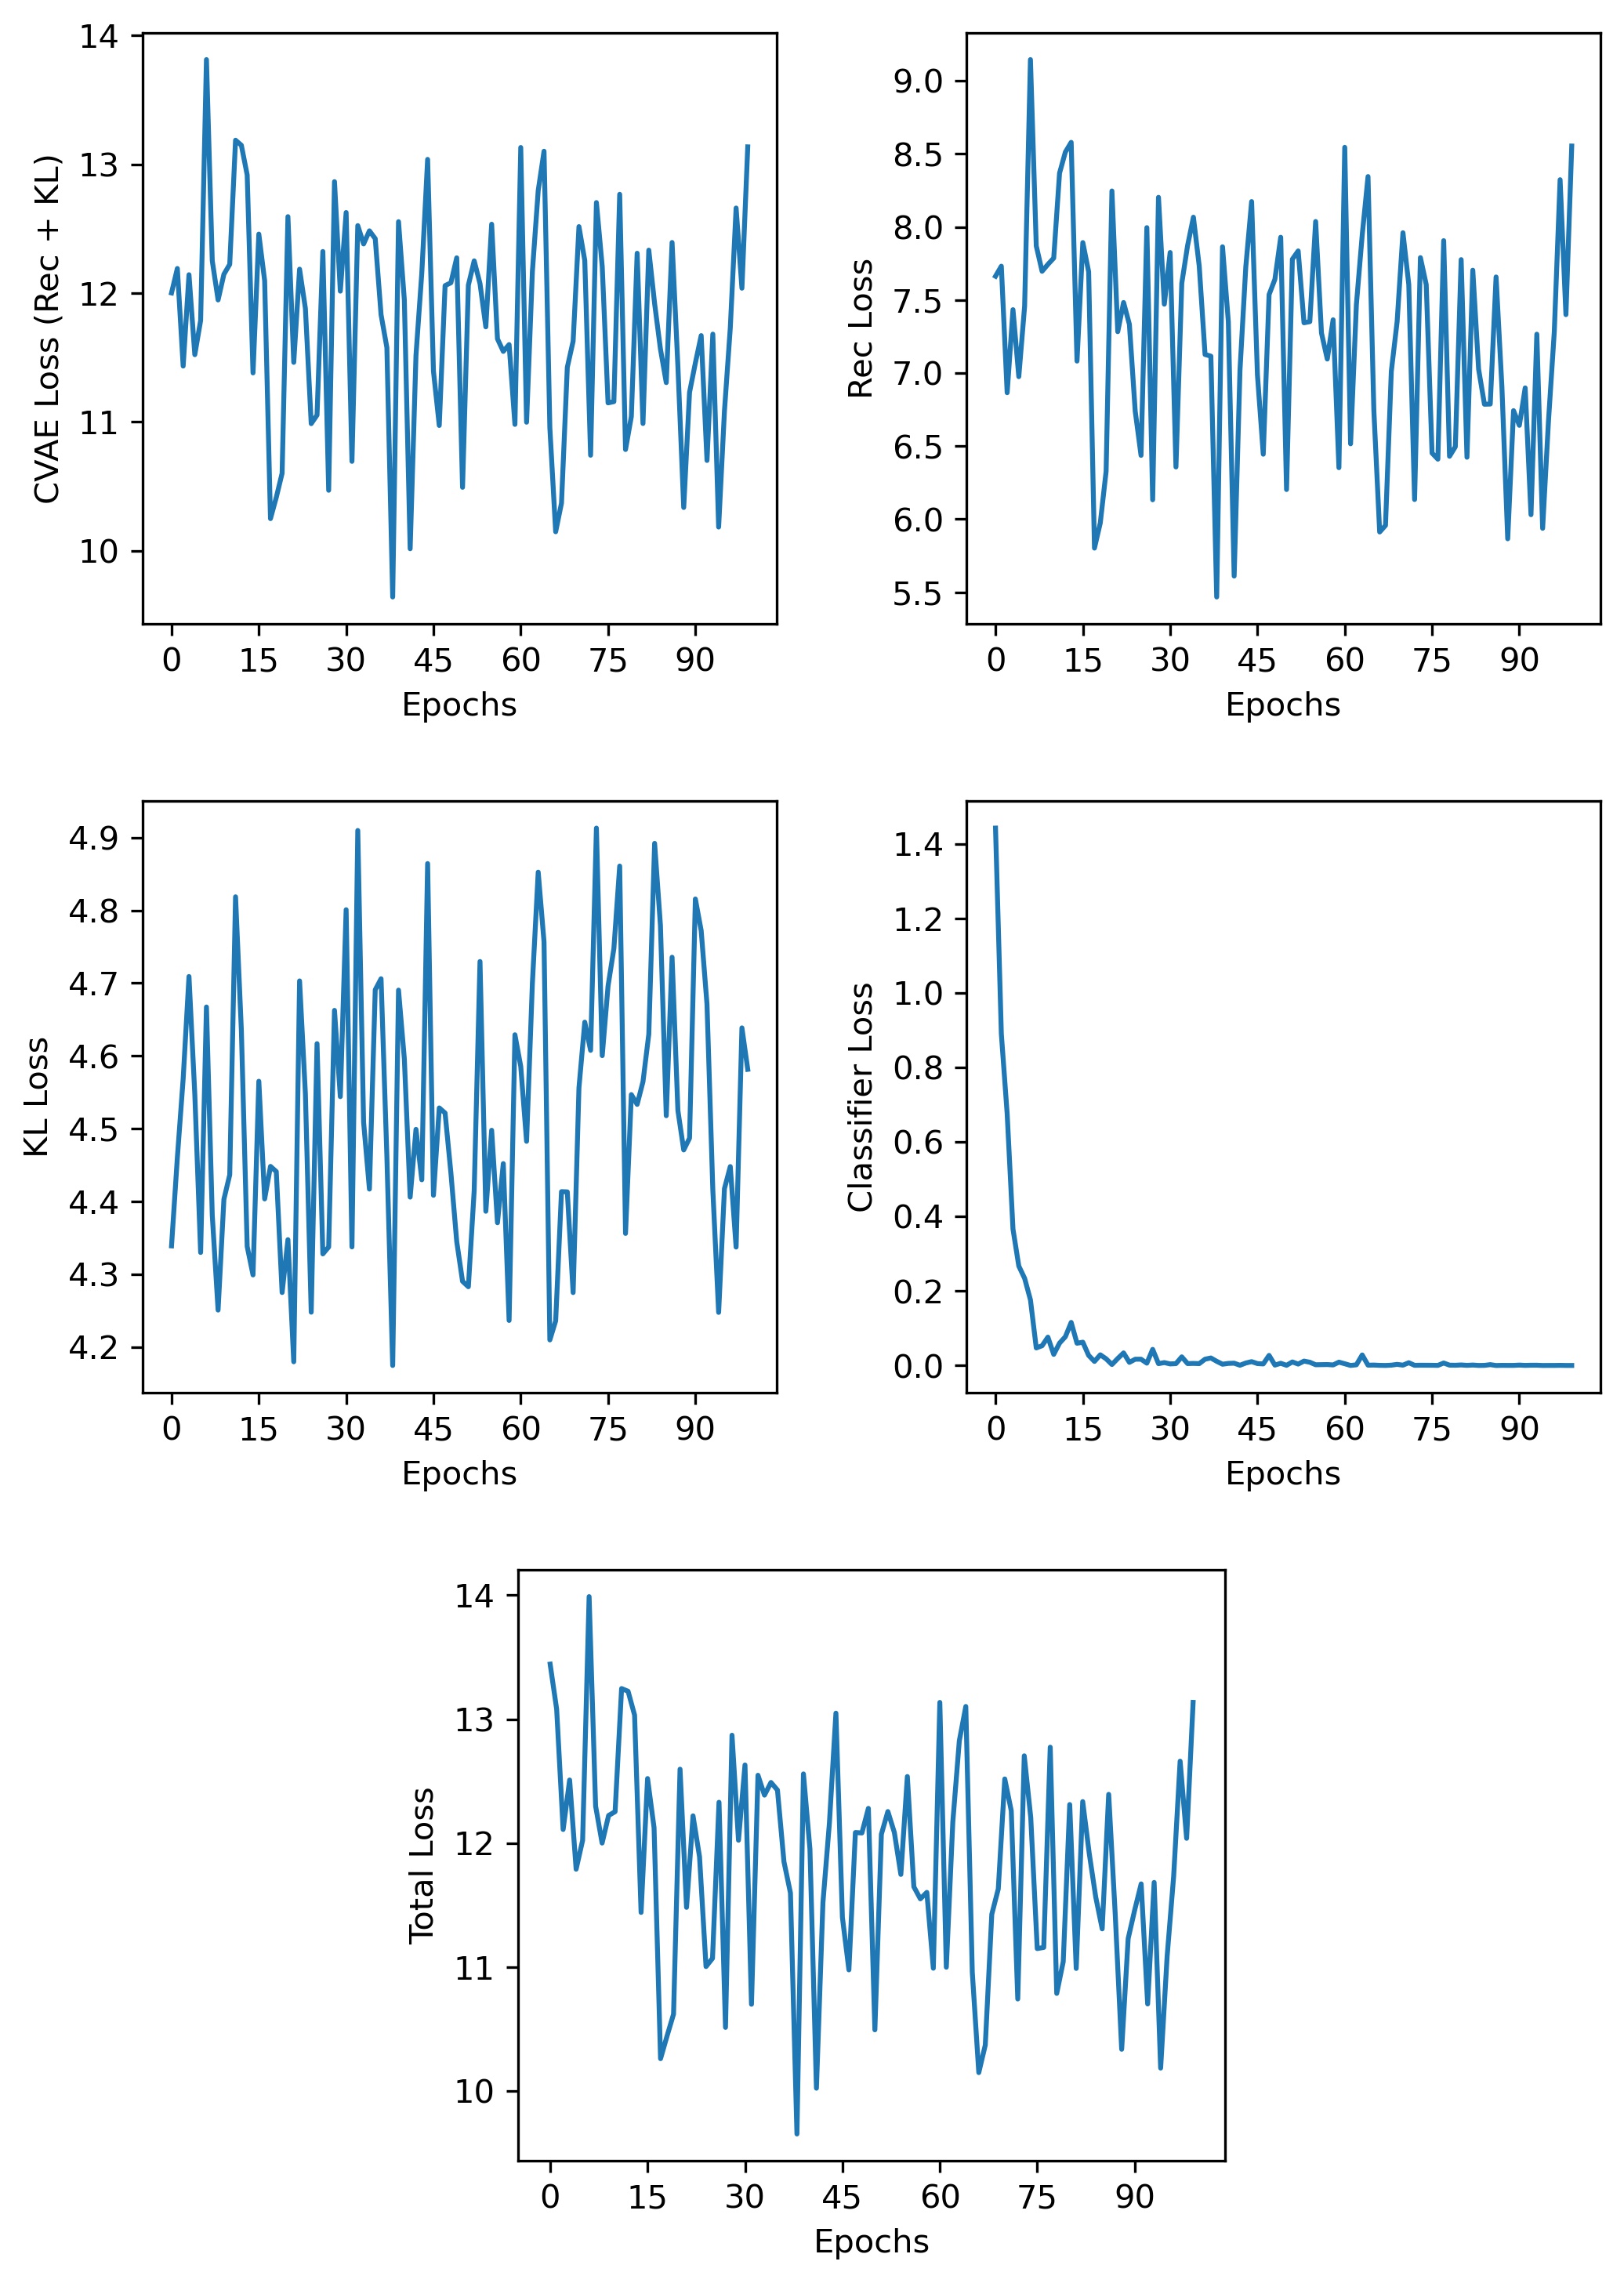 CVAE Loss (Rec + KL)
14
13
12
11
10
0 15 30 45 60 75 90
Epochs
Rec Loss
9.0
8.5
8.0
7.5
7.0
6.5
6.0
5.5
0 15 30 45 60 75 90
Epochs
KL Loss
4.9
4.8
4.7
4.6
4.5
4.4
4.3
4.2
0 15 30 45 60 75 90
Epochs
Classifier Loss
1.4
1.2
1.0
0.8
0.6
0.4
0.2
0.0
0 15 30 45 60 75 90
Epochs
Total Loss
14
13
12
11
10
0 15 30 45 60 75 90
Epochs